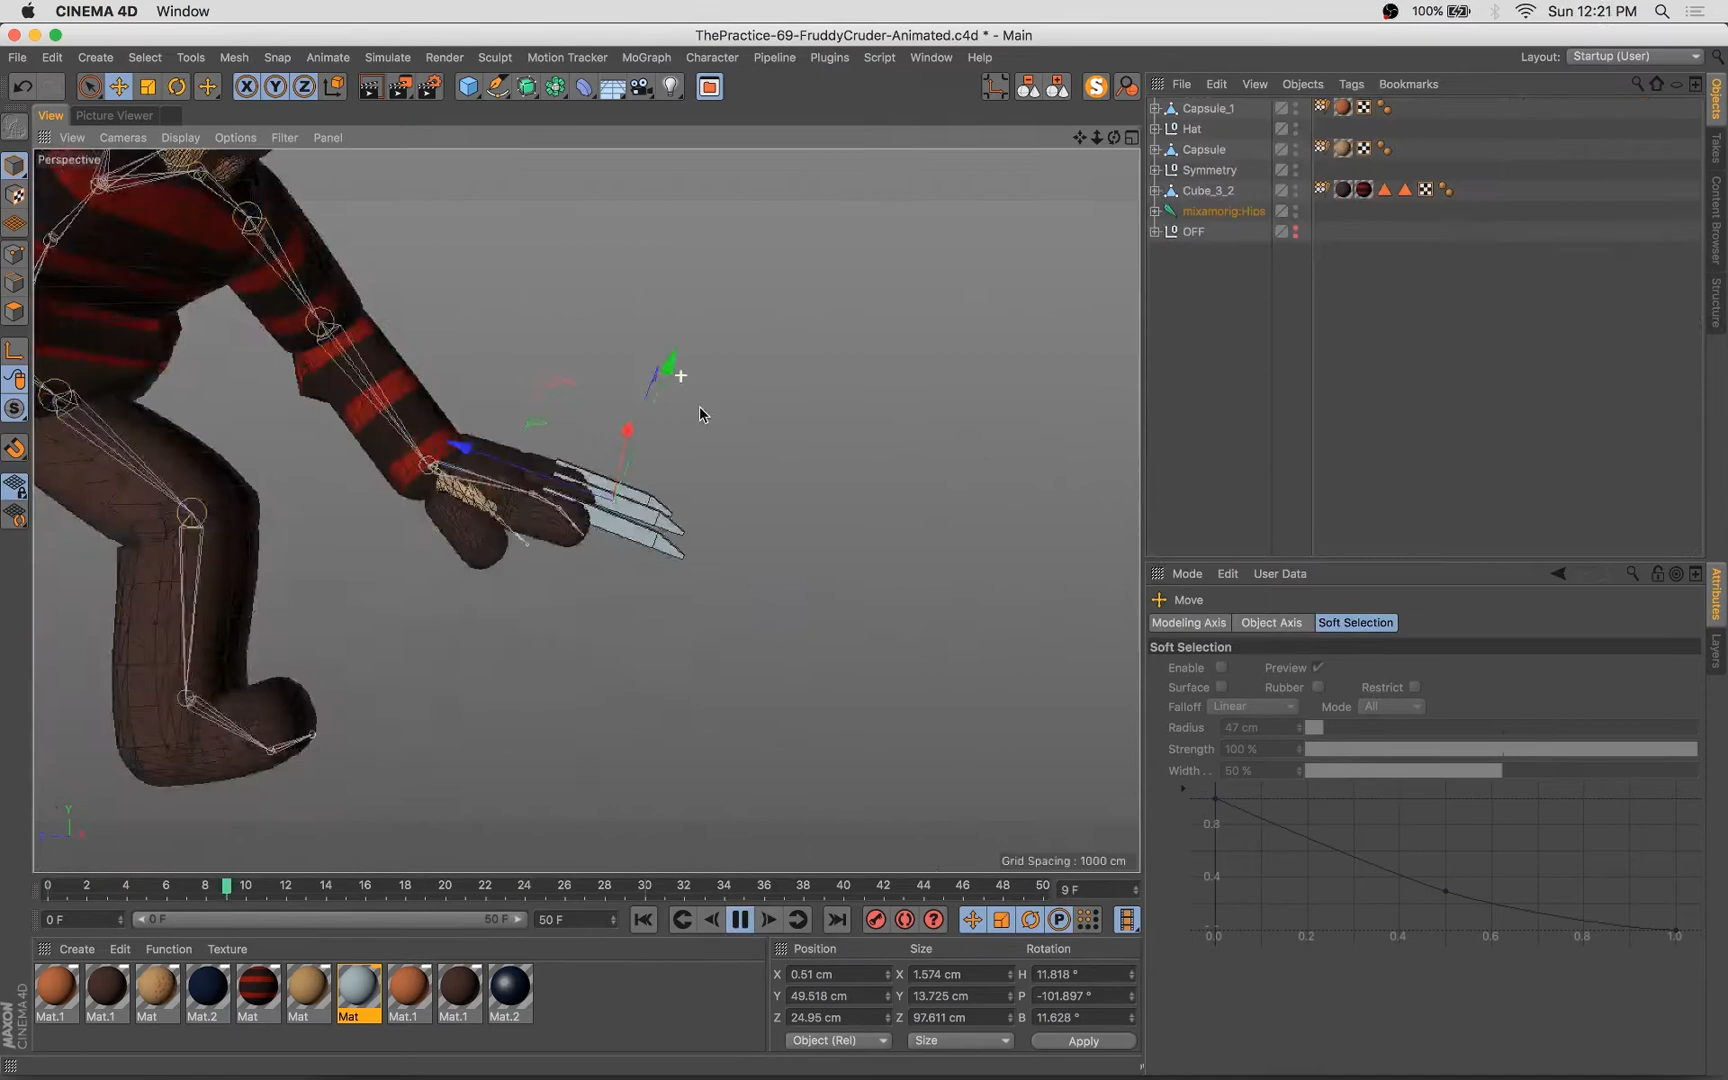 CINEMA 4D Window 100% Sun 12:21 PM
ThePractice-69-FruddyCruder-Animated.c4d * - Main
File Edit Create Select Tools Mesh Snap Animate Simulate Render Sculpt Motion Tracker MoGraph Character Pipeline Plugins Script Window Help Layout: Startup (User)
X Y Z S
File Edit View Objects Tags Bookmarks
View Picture Viewer
View Cameras Display Options Filter Panel
Perspective
Capsule_1
Hat
Capsule
Symmetry
Cube_3_2
mixamorig:Hips
OFF
Objects
Takes
Content Browser
Structure
Mode Edit User Data
Move
Modeling Axis Object Axis Soft Selection
Soft Selection
Enable Preview
Surface Rubber Restrict
Falloff Linear Mode All
Radius 47 cm
Strength 100 %
Width . . 50 %
0.8
0.4
0.0 0.2 0.4 0.6 0.8 1.0
Attributes
Layers
Y
Grid Spacing : 1000 cm
0 2 4 6 8 10 12 14 16 18 20 22 24 26 28 30 32 34 36 38 40 42 44 46 48 50 9 F
0 F 0 F 50 F 50 F P
Create Edit Function Texture
Mat.1 Mat.1 Mat Mat.2 Mat Mat Mat Mat.1 Mat.1 Mat.2
Position Size Rotation
X 0.51 cm X 1.574 cm H 11.818 °
Y 49.518 cm Y 13.725 cm P -101.897 °
Z 24.95 cm Z 97.611 cm B 11.628 °
Object (Rel) Size Apply
MAXON
CINEMA 4D